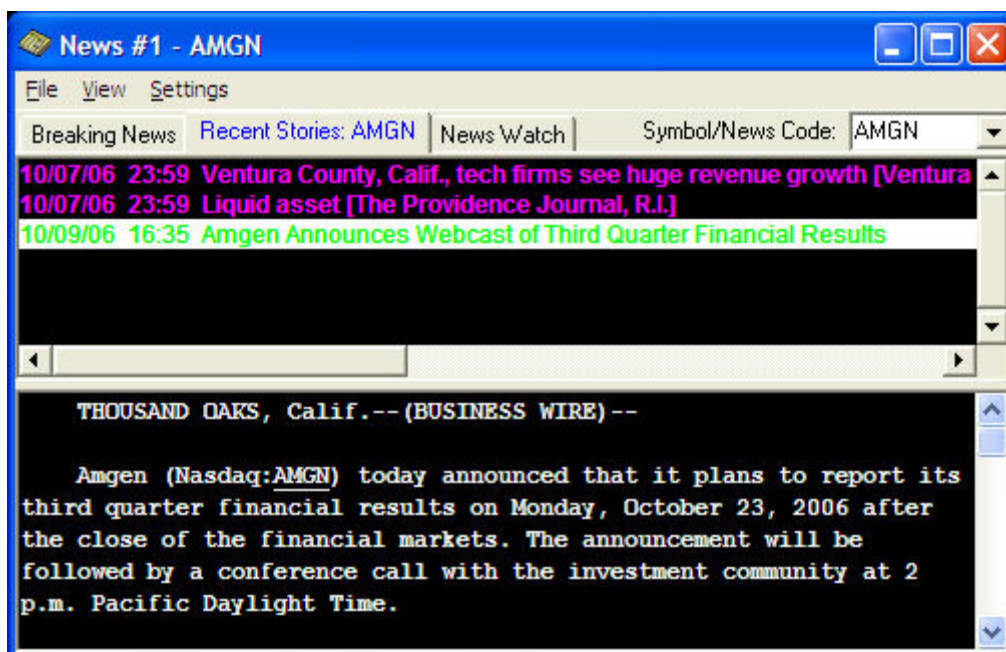 News #1 - AMGN
File View Settings
Breaking News Recent Stories: AMGN News Watch Symbol/News Code: AMGN
10/07/06 23:59 Ventura County, Calif., tech firms see huge revenue growth [Ventura
10/07/06 23:59 Liquid asset [The Providence Journal, R.I.]
10/09/06 16:35 Amgen Announces Webcast of Third Quarter Financial Results
THOUSAND OAKS, Calif.--(BUSINESS WIRE)--
Amgen (Nasdaq:AMGN) today announced that it plans to report its
third quarter financial results on Monday, October 23, 2006 after
the close of the financial markets. The announcement will be
followed by a conference call with the investment community at 2
p.m. Pacific Daylight Time.